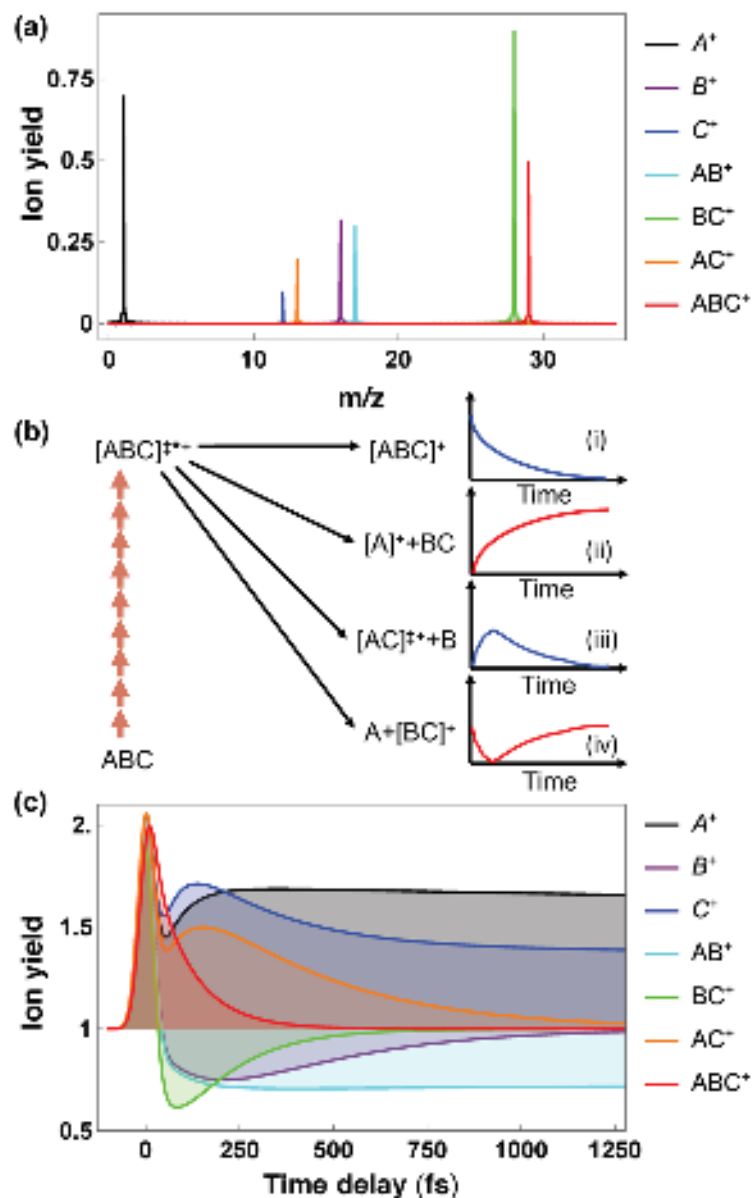 (a)
Ion yield
0.75
0.5
0.25
0
0
10
20
30
m/z
A⁺
B⁺
C⁺
AB⁺
BC⁺
AC⁺
ABC⁺
(b)
[ABC]‡•+
[ABC]⁺
(i)
Time
[A]⁺+BC
(ii)
Time
[AC]‡⁺+B
(iii)
Time
A+[BC]⁺
(iv)
Time
ABC
(c)
Ion yield
2.
1.5
1
0.5
0
250
500
750
1000
1250
Time delay (fs)
A⁺
B⁺
C⁺
AB⁺
BC⁺
AC⁺
ABC⁺